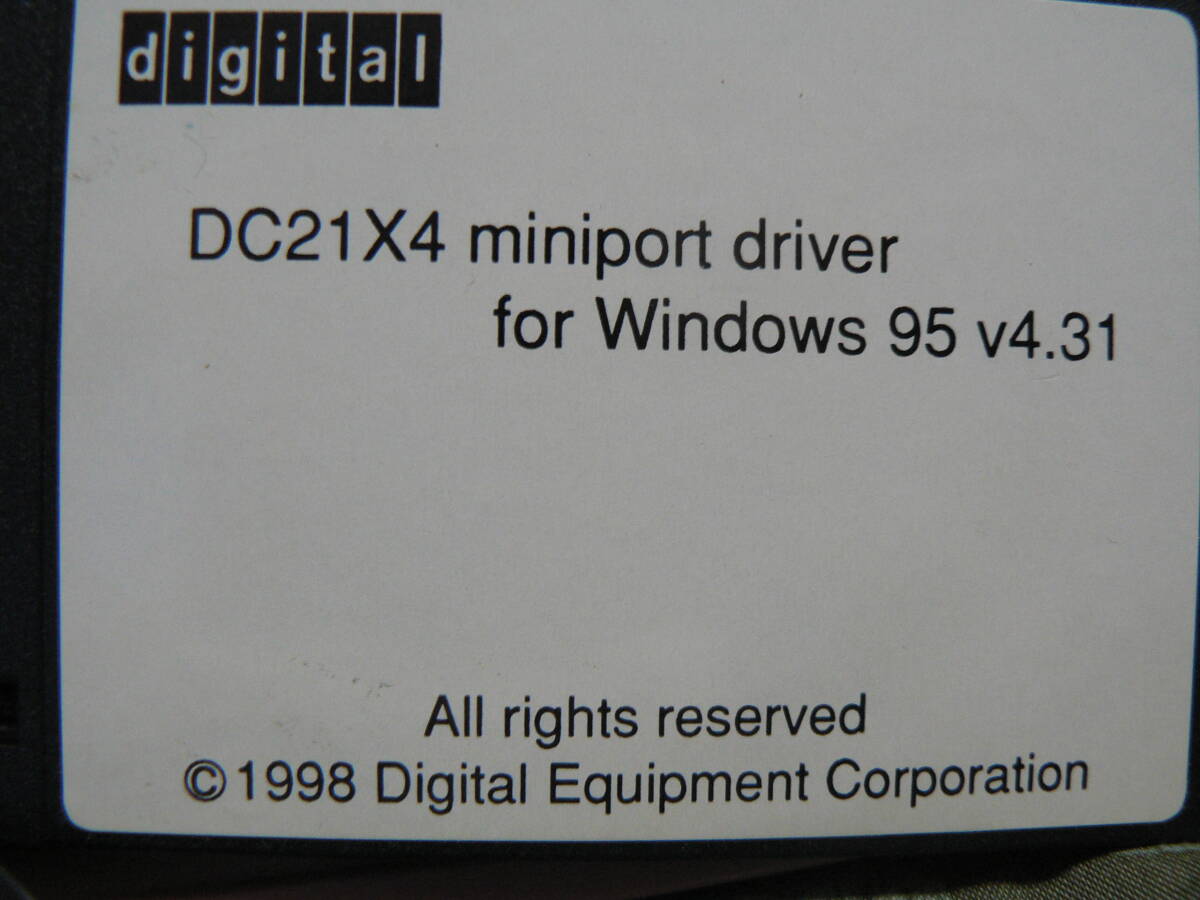 digital
DC21X4 miniport driver
for Windows 95 v4.31
All rights reserved
©1998 Digital Equipment Corporation